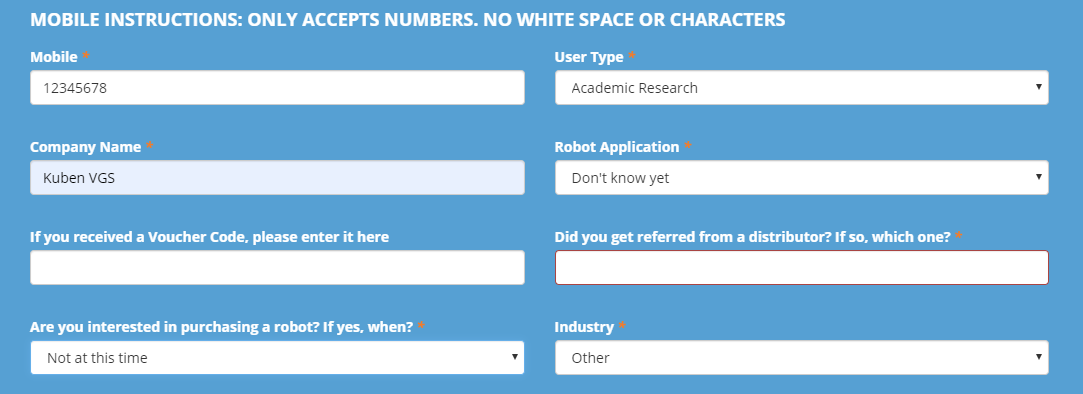 MOBILE INSTRUCTIONS: ONLY ACCEPTS NUMBERS. NO WHITE SPACE OR CHARACTERS
Mobile *
12345678
User Type *
Academic Research
Company Name *
Kuben VGS
Robot Application *
Don't know yet
If you received a Voucher Code, please enter it here
Did you get referred from a distributor? If so, which one? *
Are you interested in purchasing a robot? If yes, when? *
Not at this time
Industry *
Other